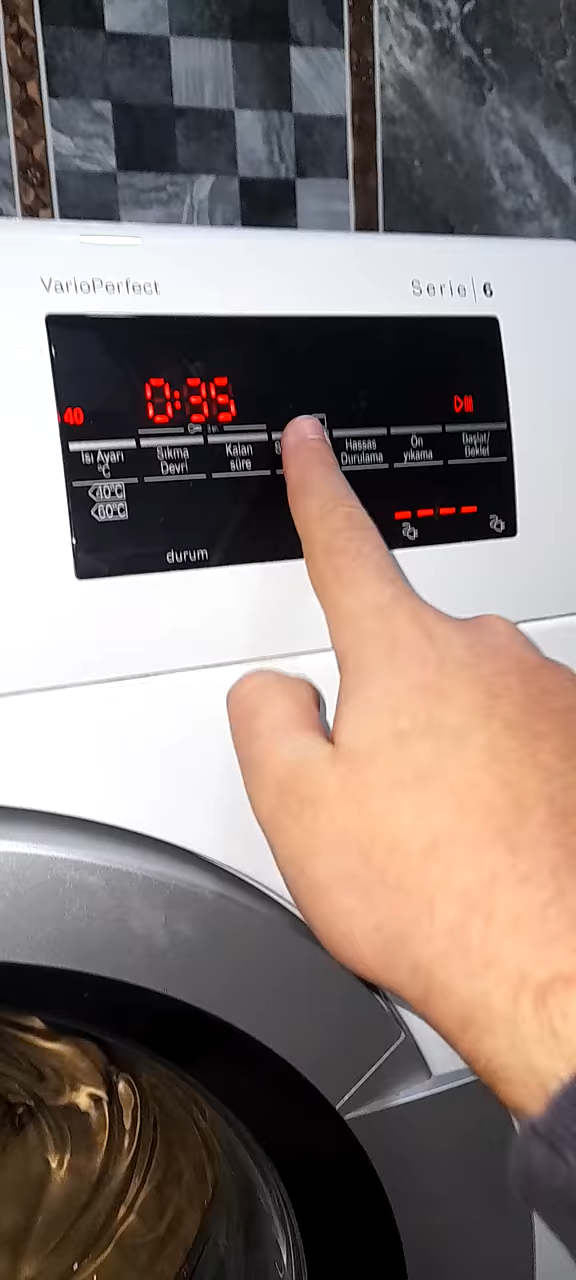 VarioPerfect
Serie | 6
40
0:35
Isı Ayarı °C
Sıkma Devri
Kalan süre
Hassas Durulama
Ön yıkama
Başlat/ Beklet
40°C
60°C
durum